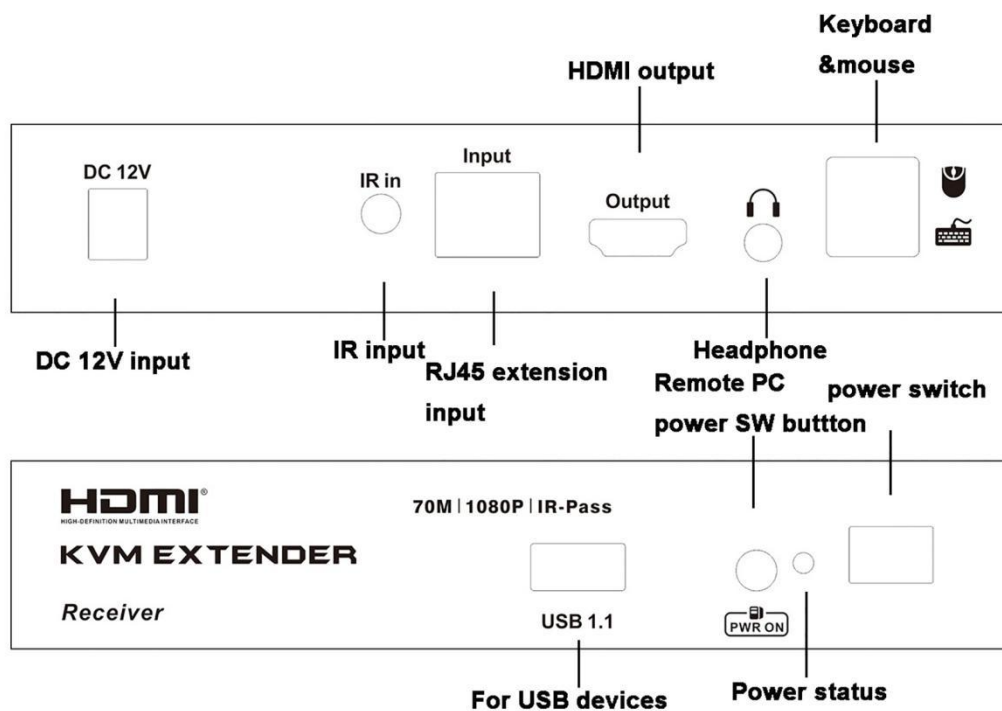 Keyboard
&mouse
HDMI output
DC 12V
IR in
Input
Output
DC 12V input
IR input
RJ45 extension
input
Headphone
Remote PC
power SW buttton
power switch
HDMI®
HIGH-DEFINITION MULTIMEDIA INTERFACE
70M | 1080P | IR-Pass
KVM EXTENDER
Receiver
USB 1.1
PWR ON
For USB devices
Power status